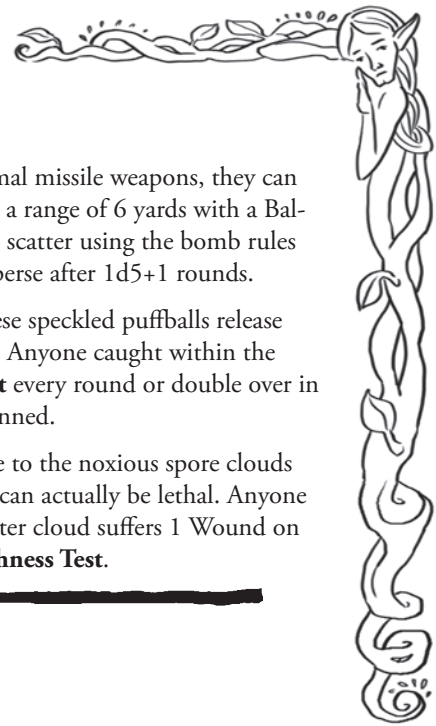 mal missile weapons, they can
a range of 6 yards with a Bal-
scatter using the bomb rules
perse after 1d5+1 rounds.
ese speckled puffballs release
. Anyone caught within the
t every round or double over in
nned.
e to the noxious spore clouds
can actually be lethal. Anyone
ter cloud suffers 1 Wound on
hness Test.